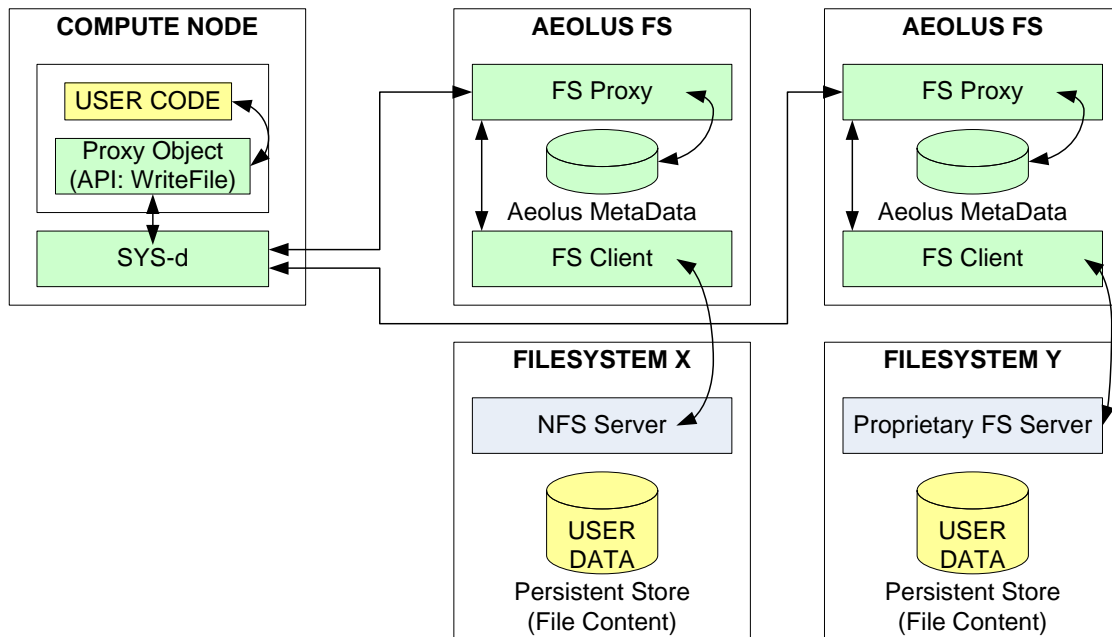 COMPUTE NODE
USER CODE
Proxy Object
(API: WriteFile)
SYS-d
AEOLUS FS
FS Proxy
Aeolus MetaData
FS Client
AEOLUS FS
FS Proxy
Aeolus MetaData
FS Client
FILESYSTEM X
NFS Server
USER
DATA
Persistent Store
(File Content)
FILESYSTEM Y
Proprietary FS Server
USER
DATA
Persistent Store
(File Content)